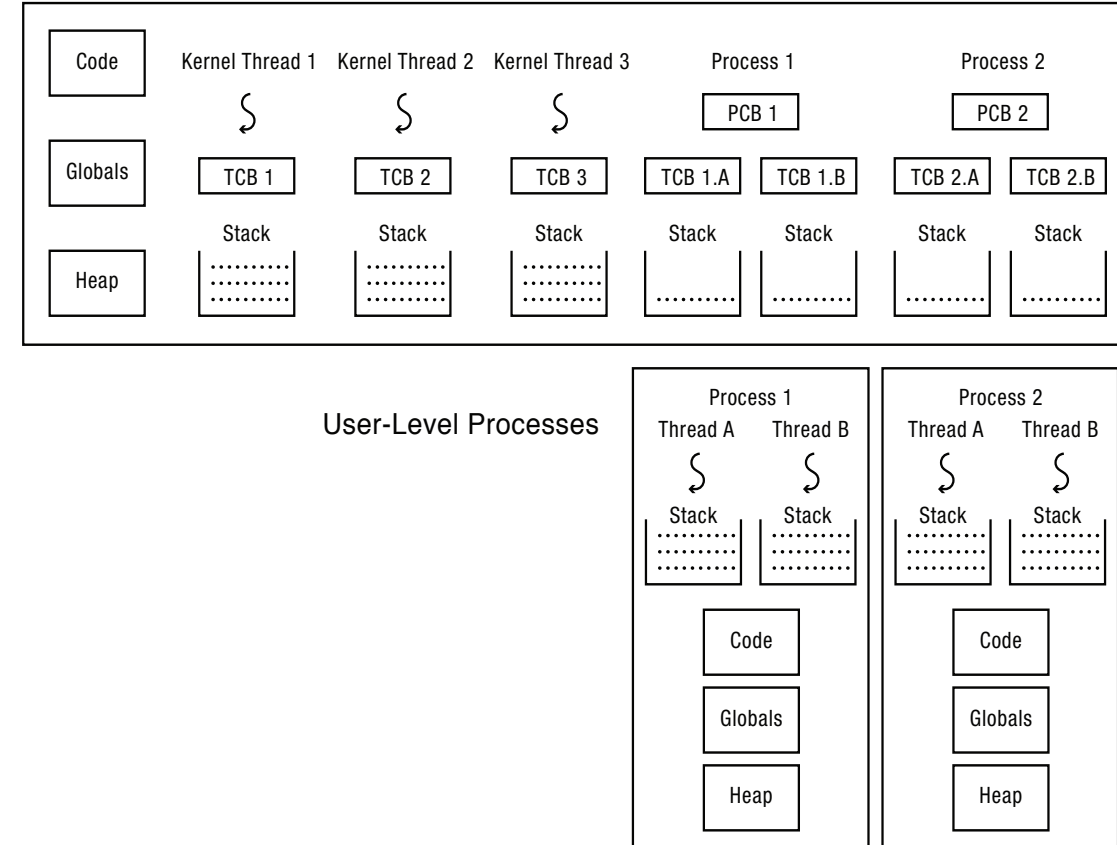 Code
Kernel Thread 1 Kernel Thread 2 Kernel Thread 3 Process 1 Process 2
PCB 1 PCB 2
Globals
TCB 1 TCB 2 TCB 3 TCB 1.A TCB 1.B TCB 2.A TCB 2.B
Stack Stack Stack Stack Stack Stack Stack
Heap
User-Level Processes
Process 1
Thread A Thread B
Stack Stack
Code
Globals
Heap
Process 2
Thread A Thread B
Stack Stack
Code
Globals
Heap